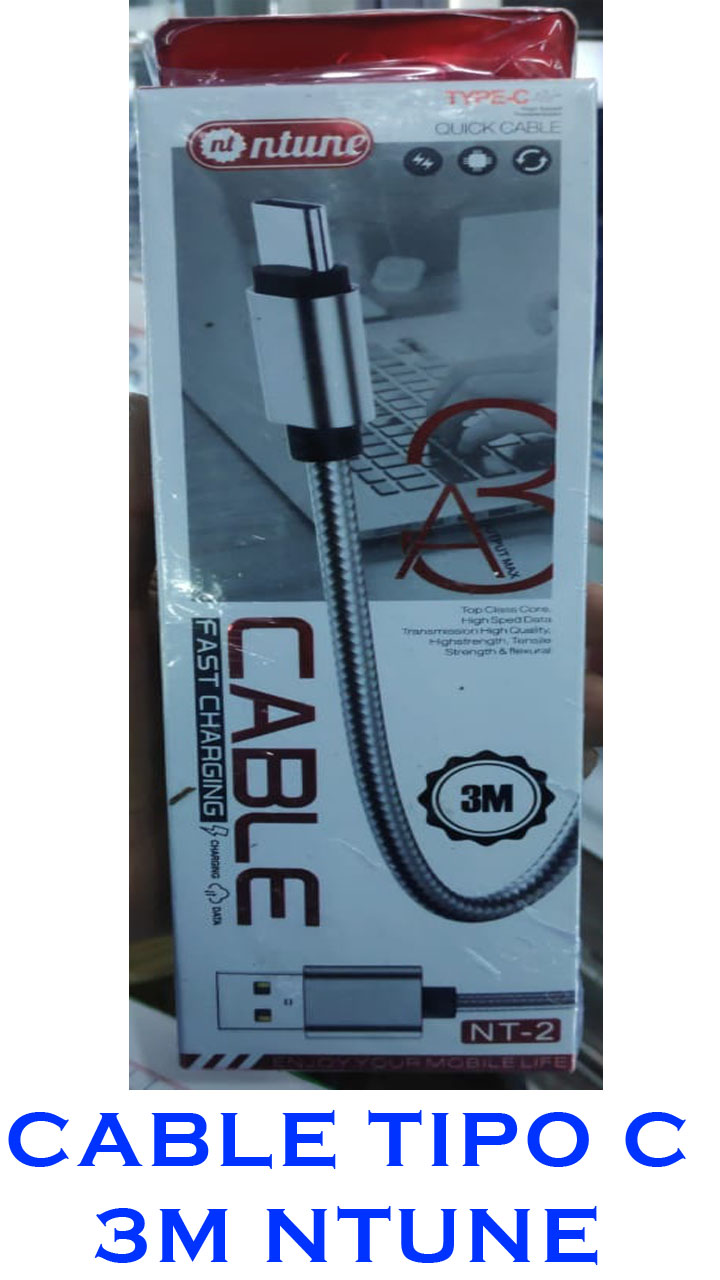 TYPE-C
QUICK CABLE
nt ntune
3A
OUTPUT MAX
Top Class Core,
High Sped Data
Transmission High Quality,
Highstrength, Tensile
Strength & flexural
CABLE
FAST CHARGING
CHARGING
DATA
3M
NT-2
ENJOY YOUR MOBILE LIFE
CABLE TIPO C
3M NTUNE